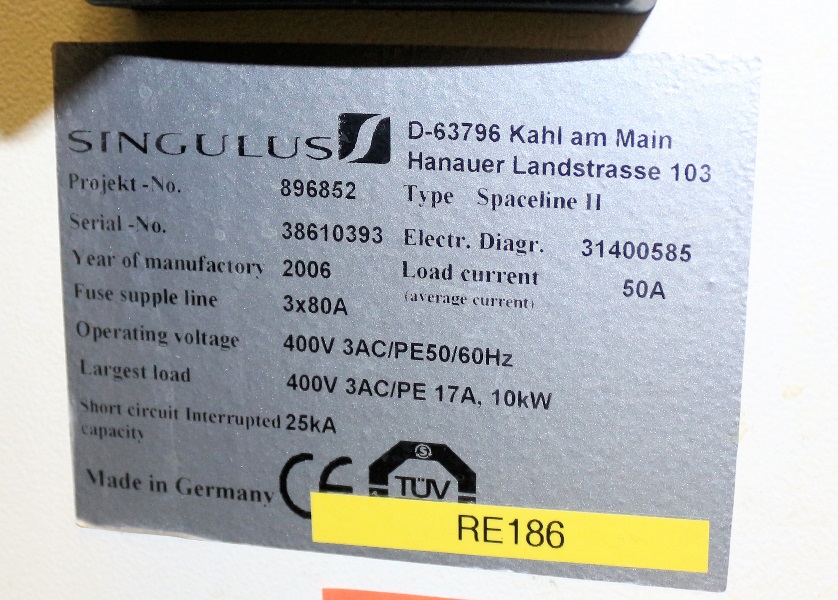 SINGULUS
D-63796 Kahl am Main
Hanauer Landstrasse 103
Projekt -No. 896852 Type Spaceline II
Serial -No. 38610393 Electr. Diagr. 31400585
Year of manufactory 2006 Load current 50A
(average current)
Fuse supple line 3x80A
Operating voltage 400V 3AC/PE50/60Hz
Largest load 400V 3AC/PE 17A, 10kW
Short circuit Interrupted 25kA
capacity
Made in Germany CE S TÜV
RE186